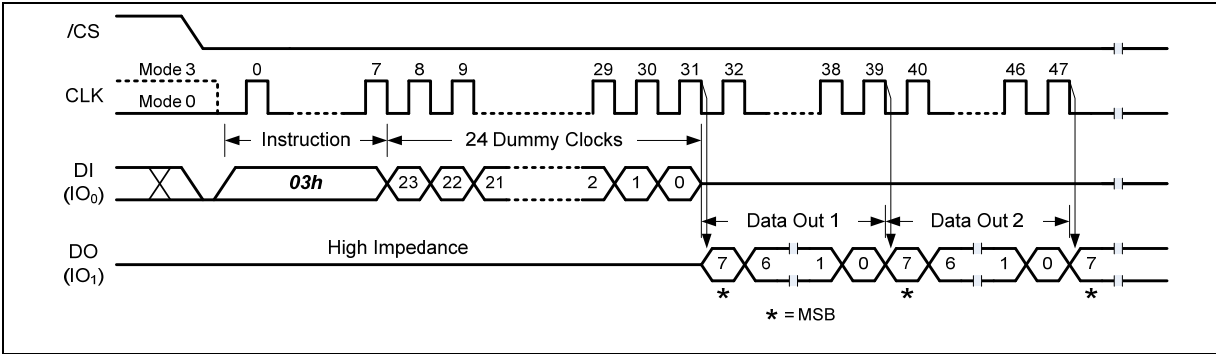 /CS
Mode 3
0 7 8 9 29 30 31 32 38 39 40 46 47
CLK
Mode 0
Instruction 24 Dummy Clocks
DI
(IO0)
03h 23 22 21 2 1 0
Data Out 1 Data Out 2
DO
(IO1)
High Impedance
7 6 1 0 7 6 1 0 7
* * *
* = MSB